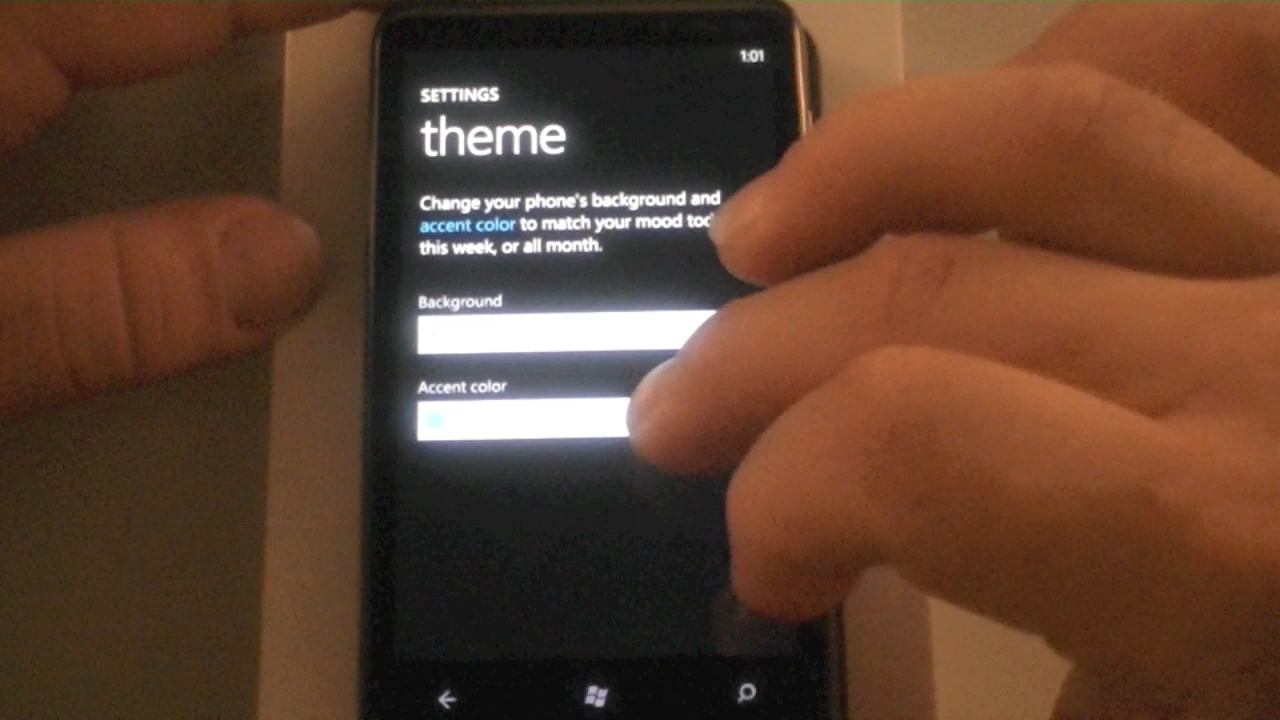 1:01
SETTINGS
theme
Change your phone's background and
accent color to match your mood
this week, or all month.
Background
Accent color